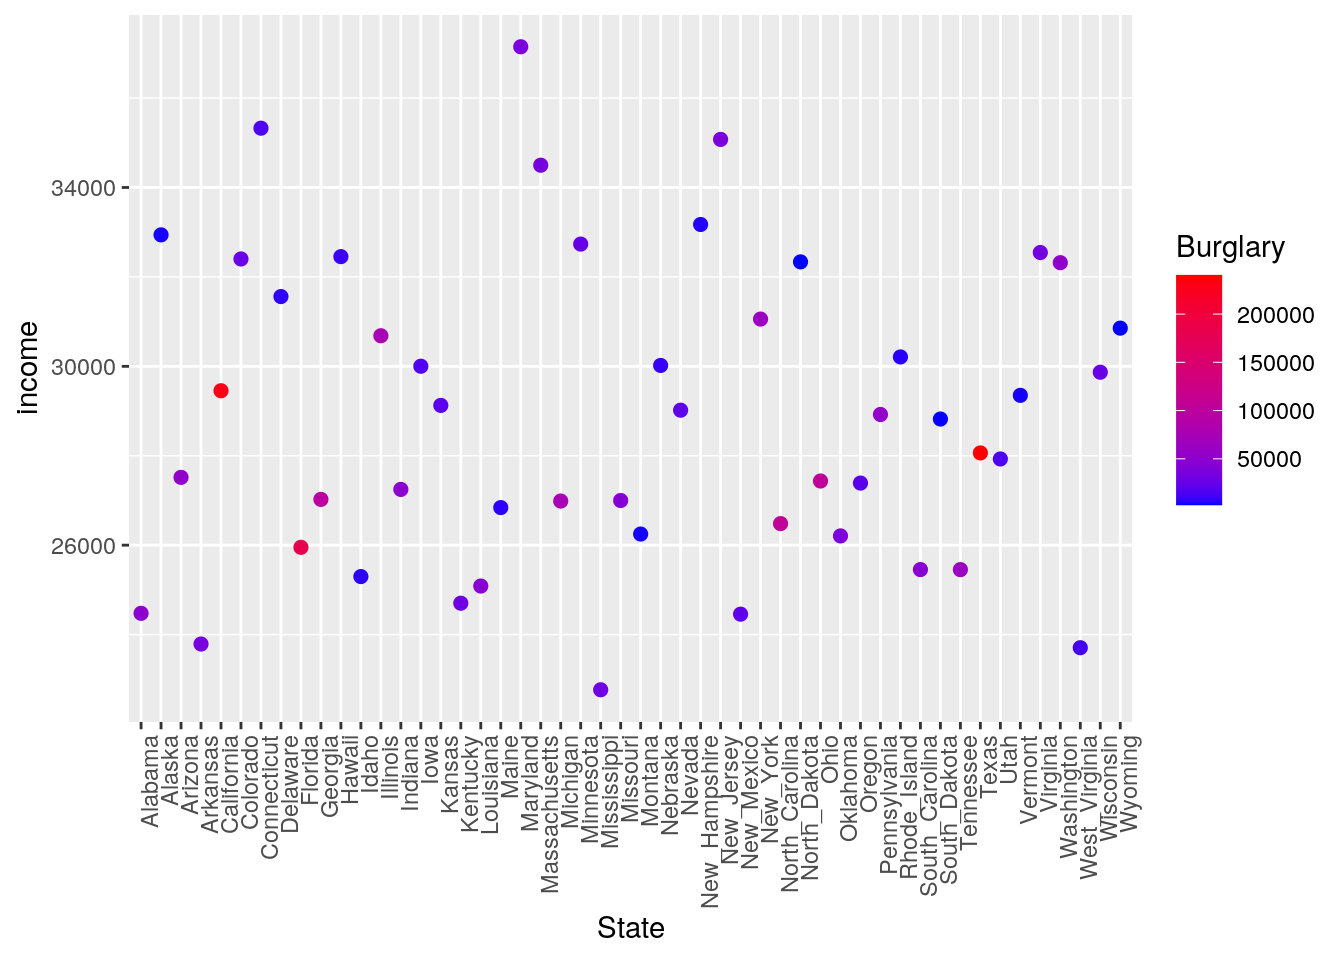 34000
30000
26000
income
Alabama
Alaska
Arizona
Arkansas
California
Colorado
Connecticut
Delaware
Florida
Georgia
Hawaii
Idaho
Illinois
Indiana
Iowa
Kansas
Kentucky
Louisiana
Maine
Maryland
Massachusetts
Michigan
Minnesota
Mississippi
Missouri
Montana
Nebraska
Nevada
New_Hampshire
New_Jersey
New_Mexico
New_York
North_Carolina
North_Dakota
Ohio
Oklahoma
Oregon
Pennsylvania
Rhode_Island
South_Carolina
South_Dakota
Tennessee
Texas
Utah
Vermont
Virginia
Washington
West_Virginia
Wisconsin
Wyoming
State
Burglary
200000
150000
100000
50000